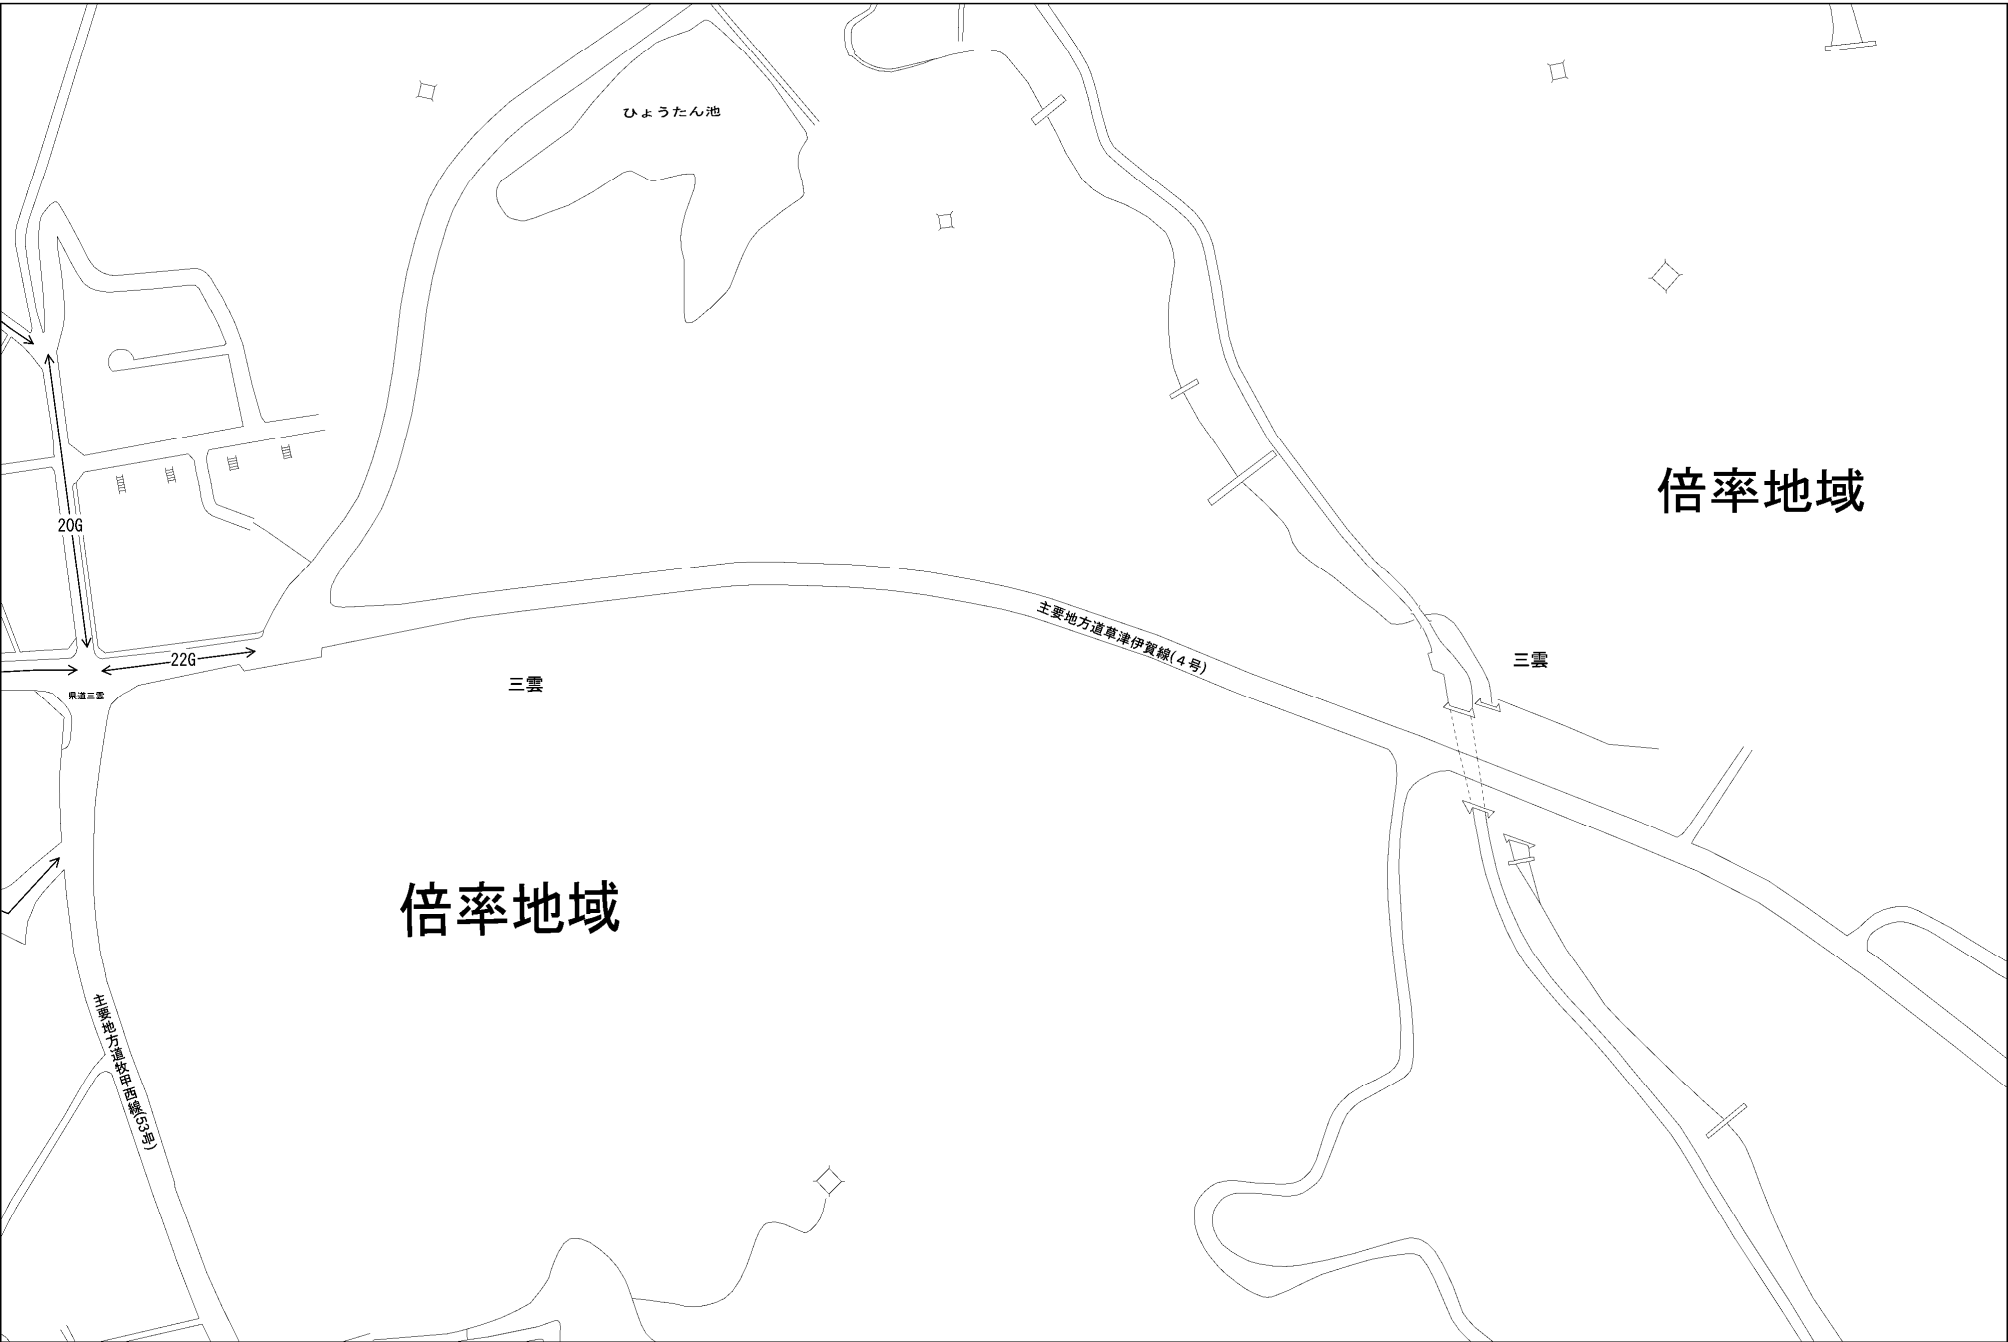 ひょうたん池
倍率地域
20G
主要地方道草津伊賀線(4号)
22G
三雲
三雲
県道三雲
倍率地域
主要地方道牧甲西線(53号)